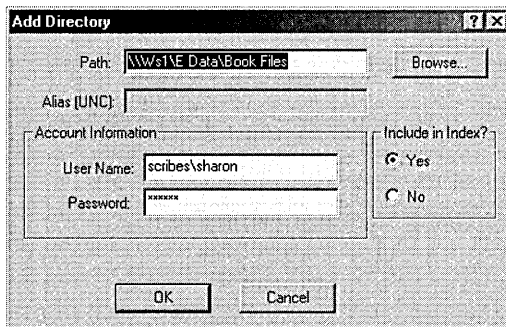 Add Directory
Path: \\Ws1\E Data\Book Files Browse...
Alias (UNC):
Account Information Include in Index?
User Name: scribes\sharon Yes
Password: xxxxxx No
OK Cancel